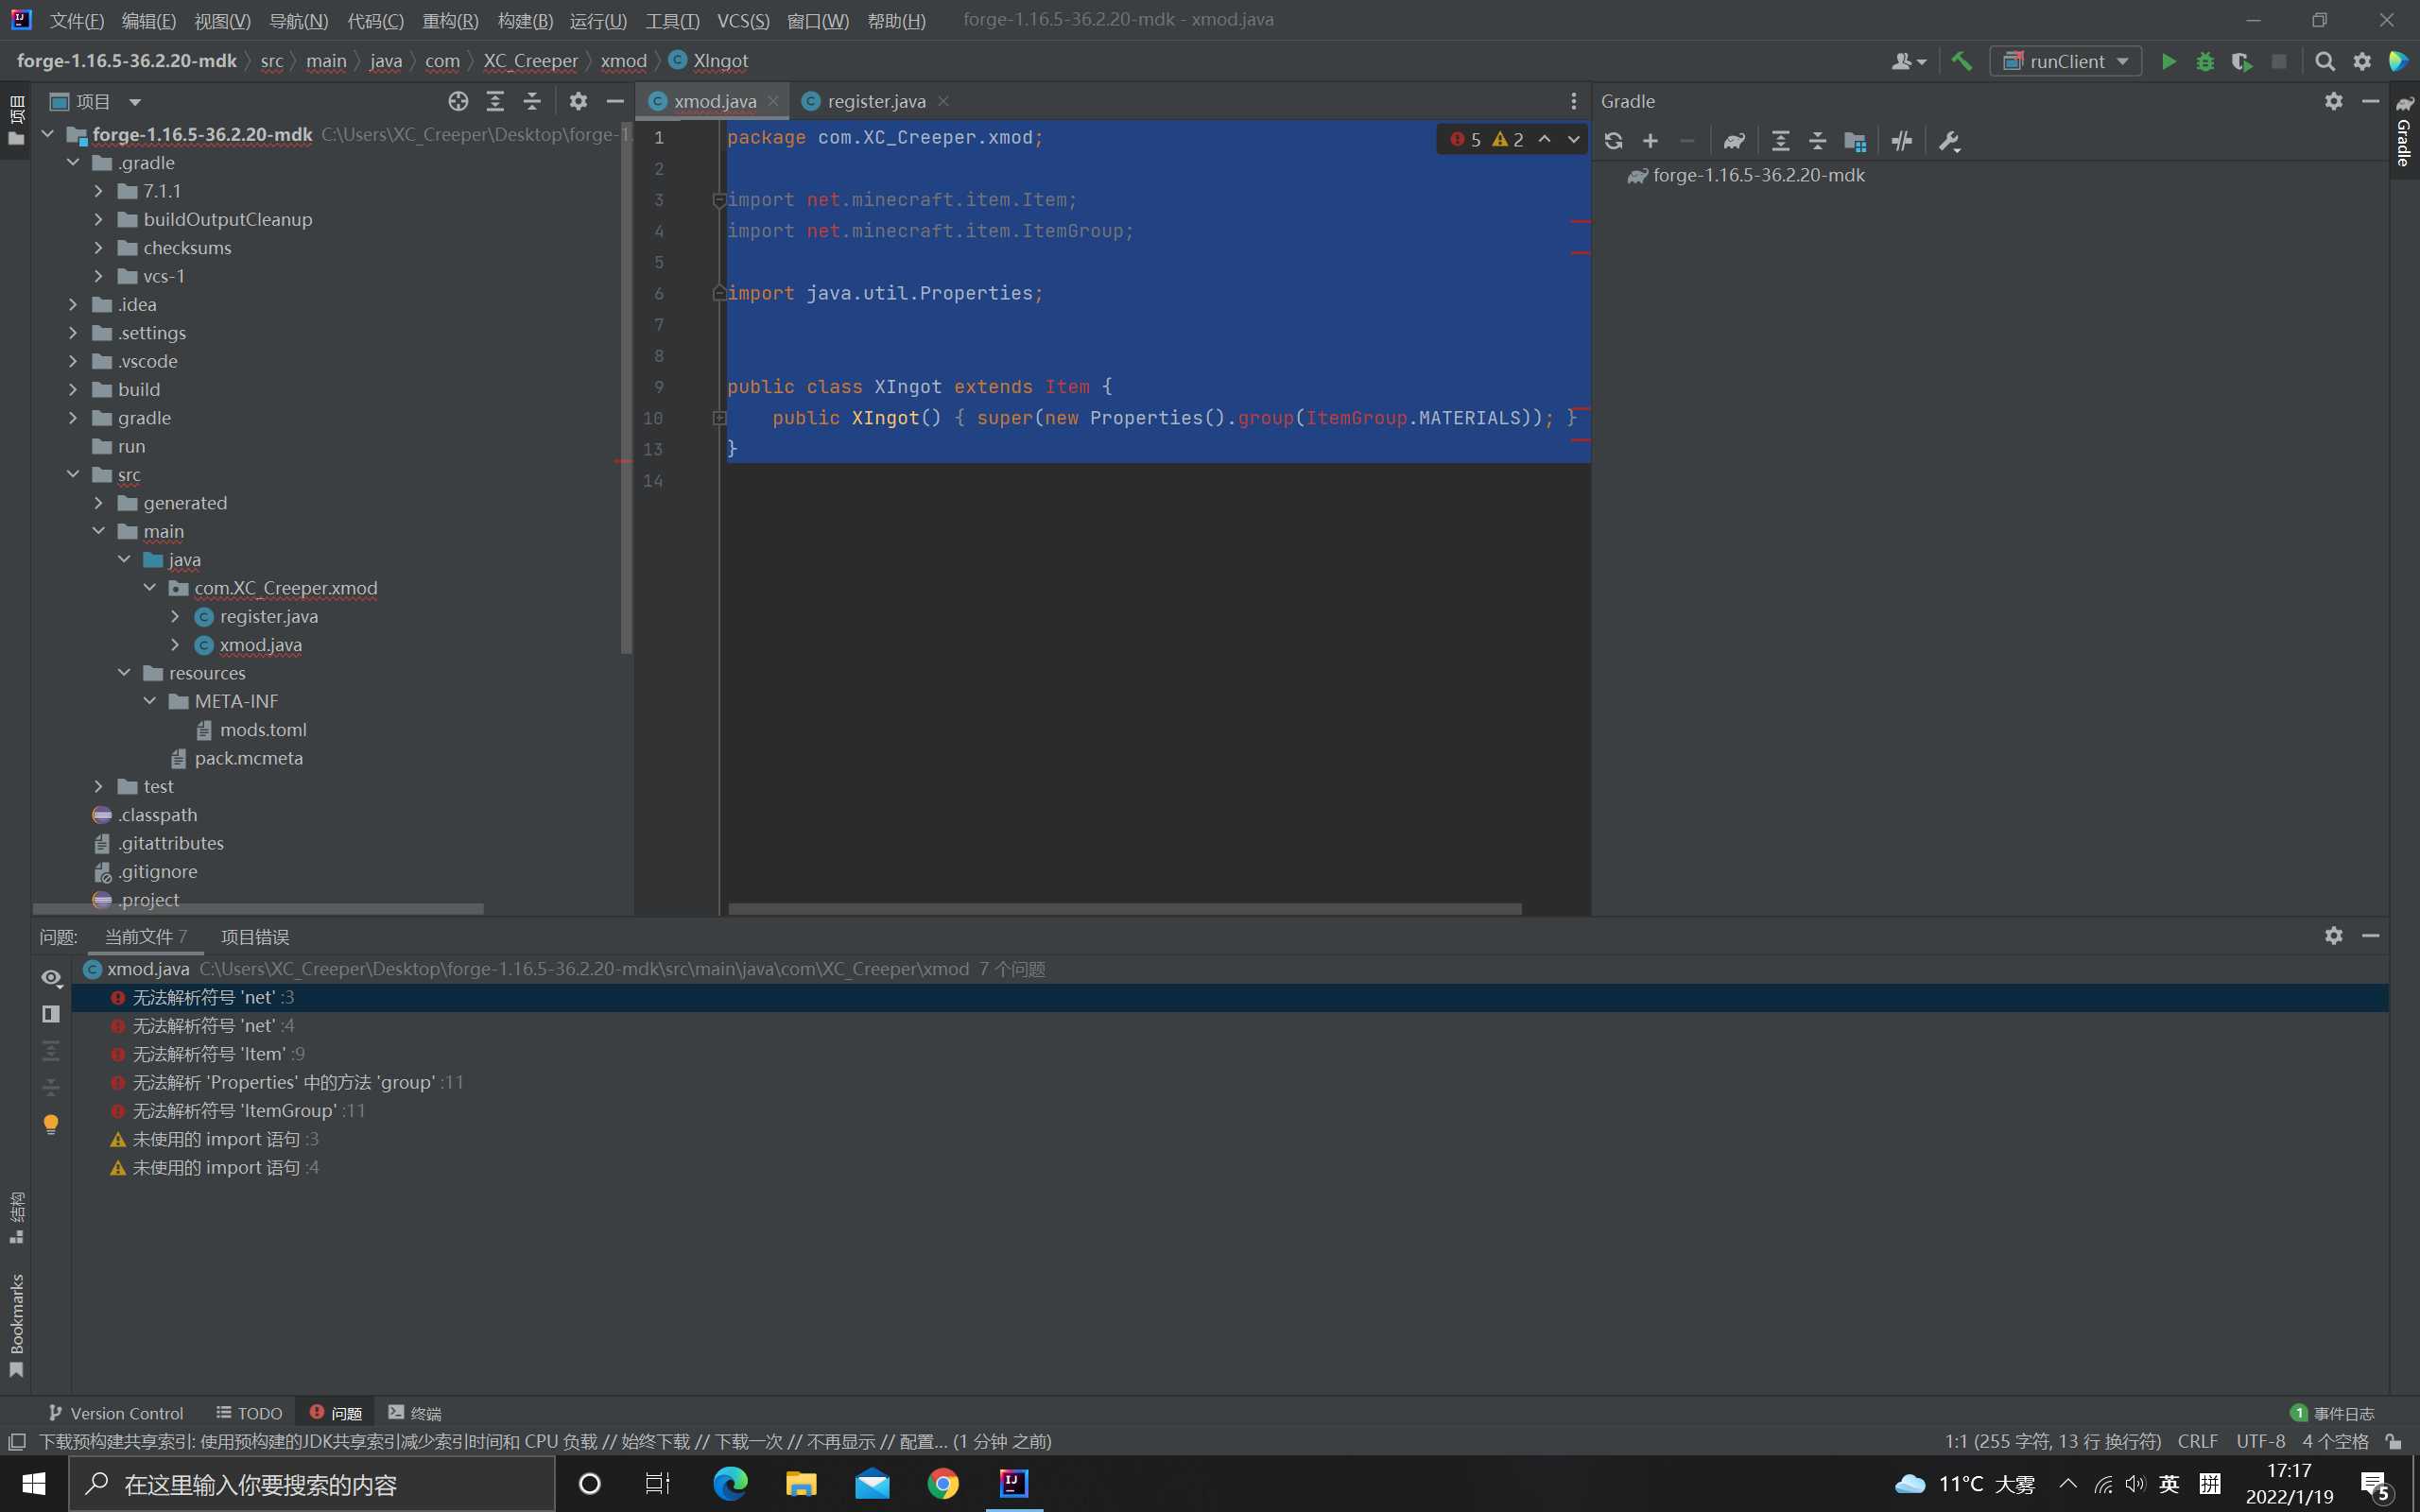 文件(F) 编辑(E) 视图(V) 导航(N) 代码(C) 重构(R) 构建(B) 运行(U) 工具(T) VCS(S) 窗口(W) 帮助(H) forge-1.16.5-36.2.20-mdk - xmod.java
forge-1.16.5-36.2.20-mdk src main java com XC_Creeper xmod XIngot
runClient
项目
项目
forge-1.16.5-36.2.20-mdk C:\Users\XC_Creeper\Desktop\forge-1.
.gradle
7.1.1
buildOutputCleanup
checksums
vcs-1
.idea
.settings
.vscode
build
gradle
run
src
generated
main
java
com.XC_Creeper.xmod
register.java
xmod.java
resources
META-INF
mods.toml
pack.mcmeta
test
.classpath
.gitattributes
.gitignore
.project
xmod.java register.java
5 2
1 package com.XC_Creeper.xmod;
2
3 import net.minecraft.item.Item;
4 import net.minecraft.item.ItemGroup;
5
6 import java.util.Properties;
7
8
9 public class XIngot extends Item {
10 public XIngot() { super(new Properties().group(ItemGroup.MATERIALS)); }
13 }
14
Gradle
forge-1.16.5-36.2.20-mdk
Gradle
问题: 当前文件 7 项目错误
xmod.java C:\Users\XC_Creeper\Desktop\forge-1.16.5-36.2.20-mdk\src\main\java\com\XC_Creeper\xmod 7 个问题
无法解析符号 'net' :3
无法解析符号 'net' :4
无法解析符号 'Item' :9
无法解析 'Properties' 中的方法 'group' :11
无法解析符号 'ItemGroup' :11
未使用的 import 语句 :3
未使用的 import 语句 :4
结构
Bookmarks
Version Control TODO 问题 终端
1 事件日志
下载预构建共享索引: 使用预构建的JDK共享索引减少索引时间和 CPU 负载 // 始终下载 // 下载一次 // 不再显示 // 配置... (1 分钟 之前)
1:1 (255 字符, 13 行 换行符) CRLF UTF-8 4 个空格
在这里输入你要搜索的内容
11°C 大雾
英
拼
17:17
2022/1/19
5